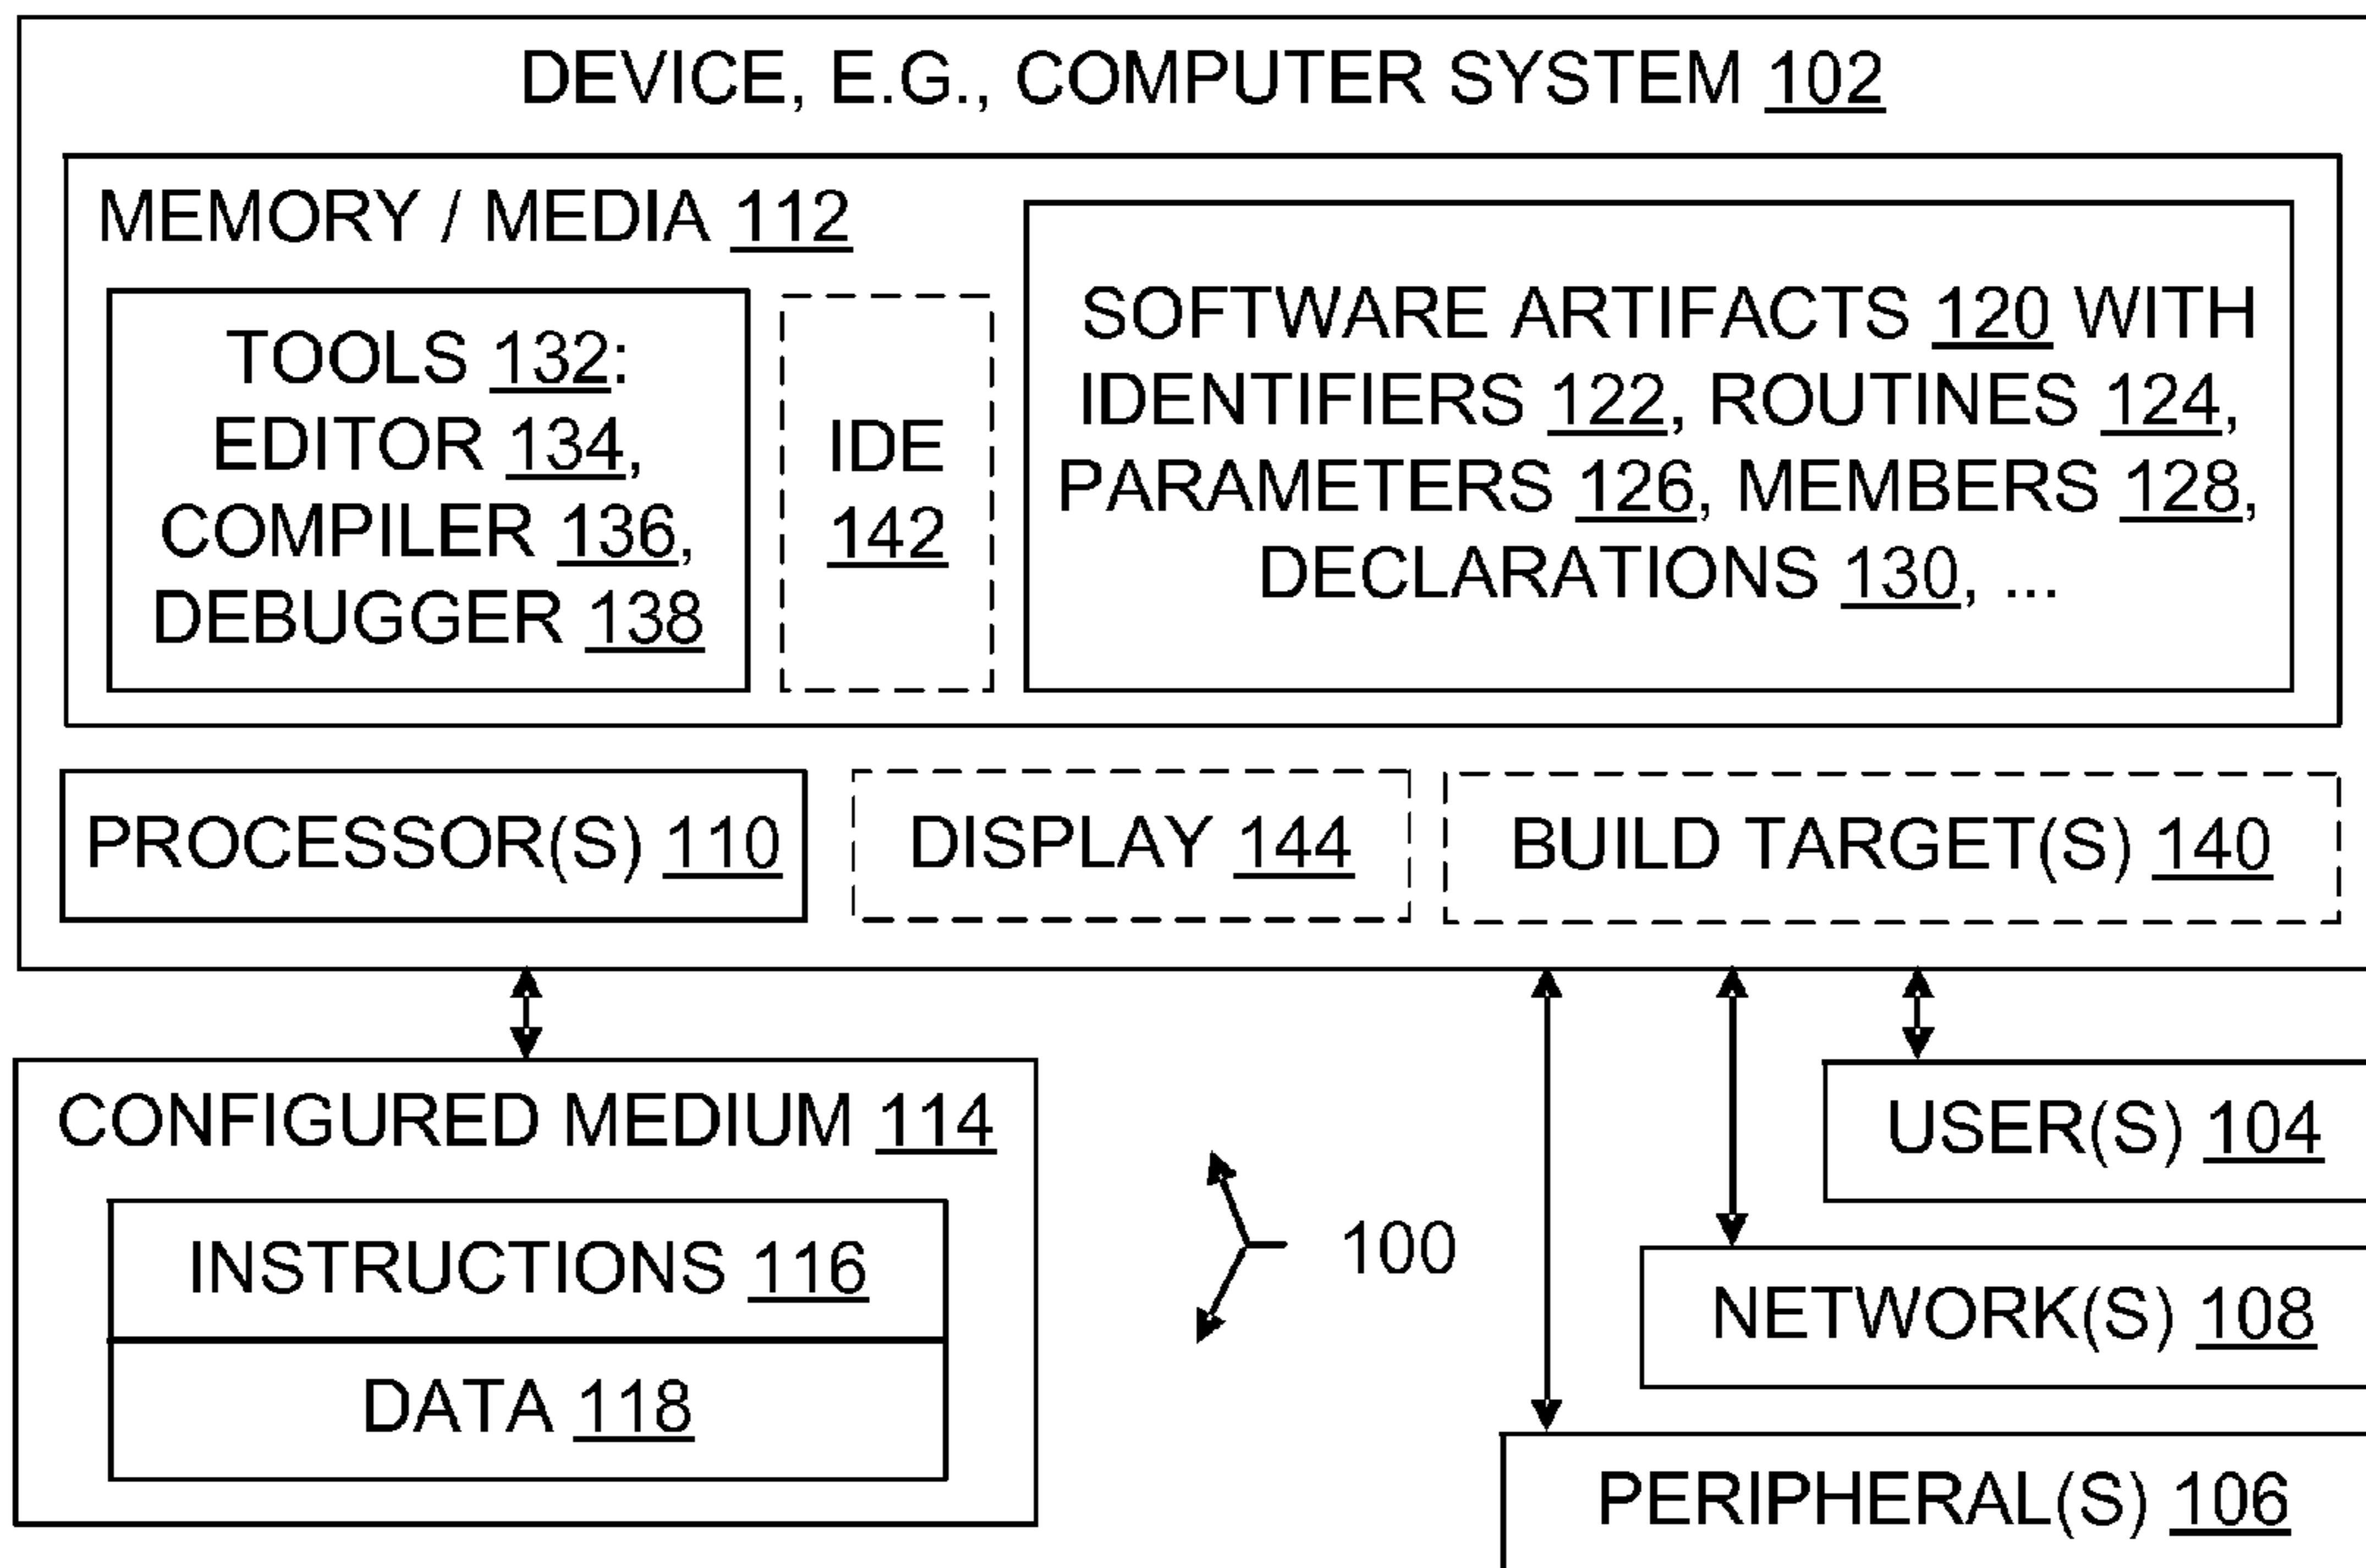 DEVICE, E.G., COMPUTER SYSTEM 102
MEMORY / MEDIA 112
TOOLS 132:
EDITOR 134,
COMPILER 136,
DEBUGGER 138
IDE
142
SOFTWARE ARTIFACTS 120 WITH
IDENTIFIERS 122, ROUTINES 124,
PARAMETERS 126, MEMBERS 128,
DECLARATIONS 130, ...
PROCESSOR(S) 110
DISPLAY 144
BUILD TARGET(S) 140
CONFIGURED MEDIUM 114
INSTRUCTIONS 116
DATA 118
100
USER(S) 104
NETWORK(S) 108
PERIPHERAL(S) 106